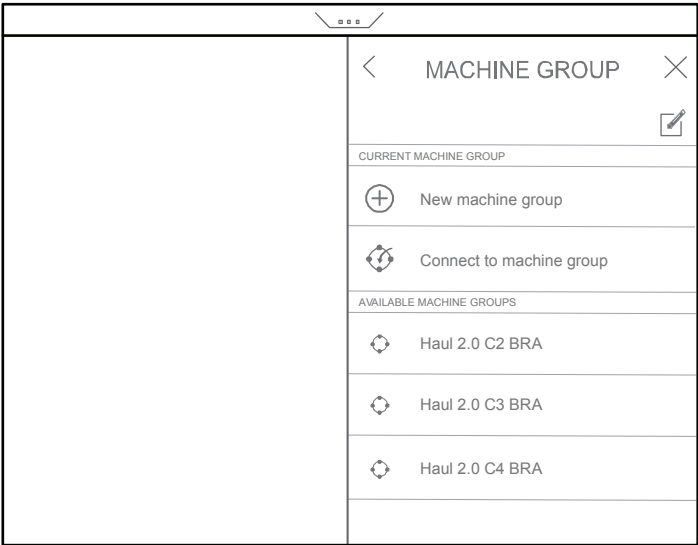 MACHINE GROUP
CURRENT MACHINE GROUP
New machine group
Connect to machine group
AVAILABLE MACHINE GROUPS
Haul 2.0 C2 BRA
Haul 2.0 C3 BRA
Haul 2.0 C4 BRA